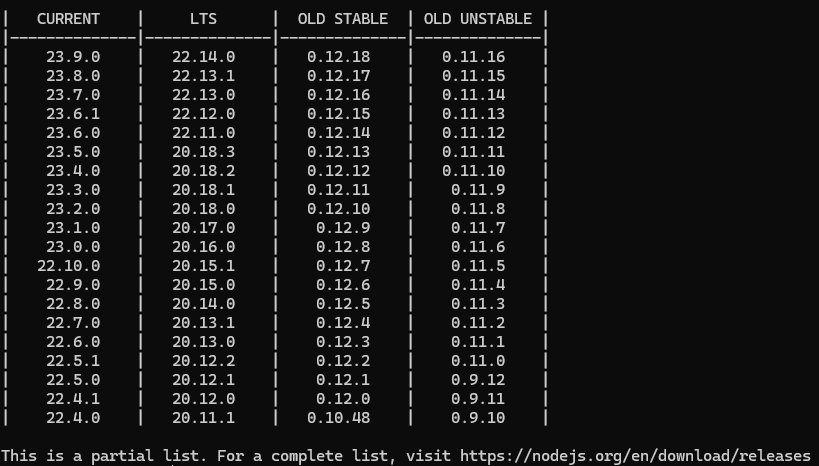 | CURRENT | LTS | OLD STABLE | OLD UNSTABLE |
|--------------|--------------|--------------|--------------|
| 23.9.0 | 22.14.0 | 0.12.18 | 0.11.16 |
| 23.8.0 | 22.13.1 | 0.12.17 | 0.11.15 |
| 23.7.0 | 22.13.0 | 0.12.16 | 0.11.14 |
| 23.6.1 | 22.12.0 | 0.12.15 | 0.11.13 |
| 23.6.0 | 22.11.0 | 0.12.14 | 0.11.12 |
| 23.5.0 | 20.18.3 | 0.12.13 | 0.11.11 |
| 23.4.0 | 20.18.2 | 0.12.12 | 0.11.10 |
| 23.3.0 | 20.18.1 | 0.12.11 | 0.11.9 |
| 23.2.0 | 20.18.0 | 0.12.10 | 0.11.8 |
| 23.1.0 | 20.17.0 | 0.12.9 | 0.11.7 |
| 23.0.0 | 20.16.0 | 0.12.8 | 0.11.6 |
| 22.10.0 | 20.15.1 | 0.12.7 | 0.11.5 |
| 22.9.0 | 20.15.0 | 0.12.6 | 0.11.4 |
| 22.8.0 | 20.14.0 | 0.12.5 | 0.11.3 |
| 22.7.0 | 20.13.1 | 0.12.4 | 0.11.2 |
| 22.6.0 | 20.13.0 | 0.12.3 | 0.11.1 |
| 22.5.1 | 20.12.2 | 0.12.2 | 0.11.0 |
| 22.5.0 | 20.12.1 | 0.12.1 | 0.9.12 |
| 22.4.1 | 20.12.0 | 0.12.0 | 0.9.11 |
| 22.4.0 | 20.11.1 | 0.10.48 | 0.9.10 |
This is a partial list. For a complete list, visit https://nodejs.org/en/download/releases